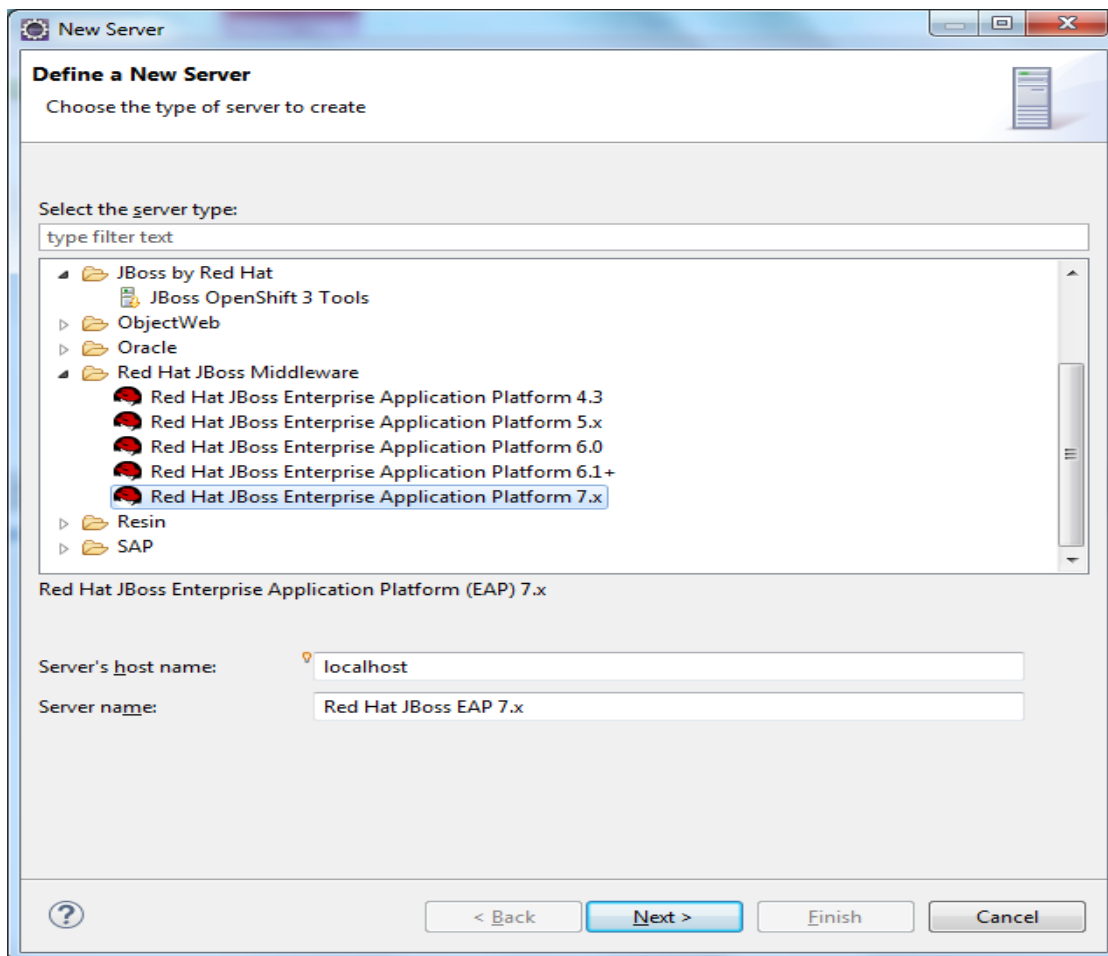 New Server
Define a New Server
Choose the type of server to create
Select the server type:
type filter text
JBoss by Red Hat
JBoss OpenShift 3 Tools
ObjectWeb
Oracle
Red Hat JBoss Middleware
Red Hat JBoss Enterprise Application Platform 4.3
Red Hat JBoss Enterprise Application Platform 5.x
Red Hat JBoss Enterprise Application Platform 6.0
Red Hat JBoss Enterprise Application Platform 6.1+
Red Hat JBoss Enterprise Application Platform 7.x
Resin
SAP
Red Hat JBoss Enterprise Application Platform (EAP) 7.x
Server's host name: localhost
Server name: Red Hat JBoss EAP 7.x
? < Back Next > Finish Cancel